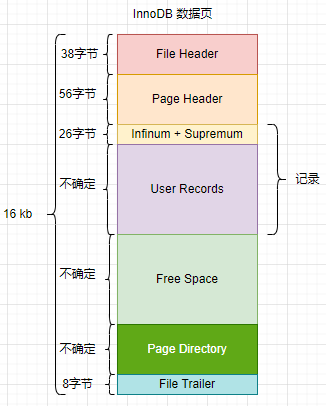 InnoDB 数据页
38字节
File Header
56字节
Page Header
26字节
Infinum + Supremum
不确定
User Records
记录
16 kb
不确定
Free Space
不确定
Page Directory
8字节
File Trailer